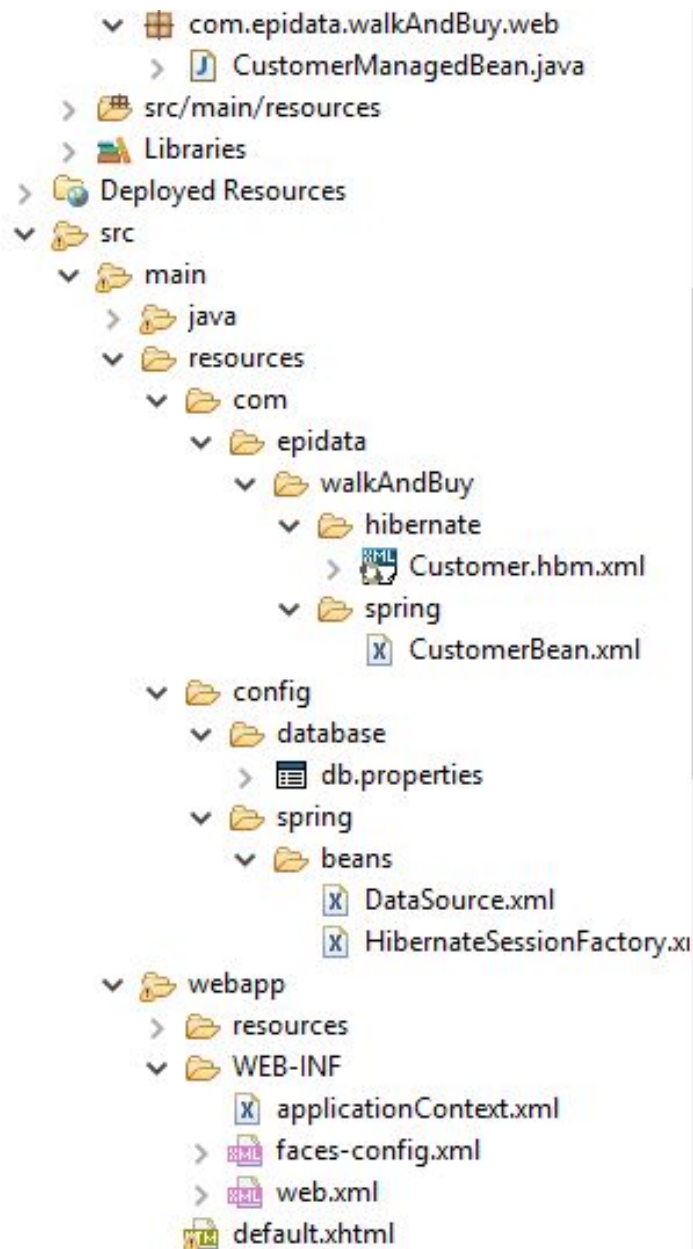 com.epidata.walkAndBuy.web
CustomerManagedBean.java
src/main/resources
Libraries
Deployed Resources
src
main
java
resources
com
epidata
walkAndBuy
hibernate
Customer.hbm.xml
spring
CustomerBean.xml
config
database
db.properties
spring
beans
DataSource.xml
HibernateSessionFactory.x
webapp
resources
WEB-INF
applicationContext.xml
faces-config.xml
web.xml
default.xhtml